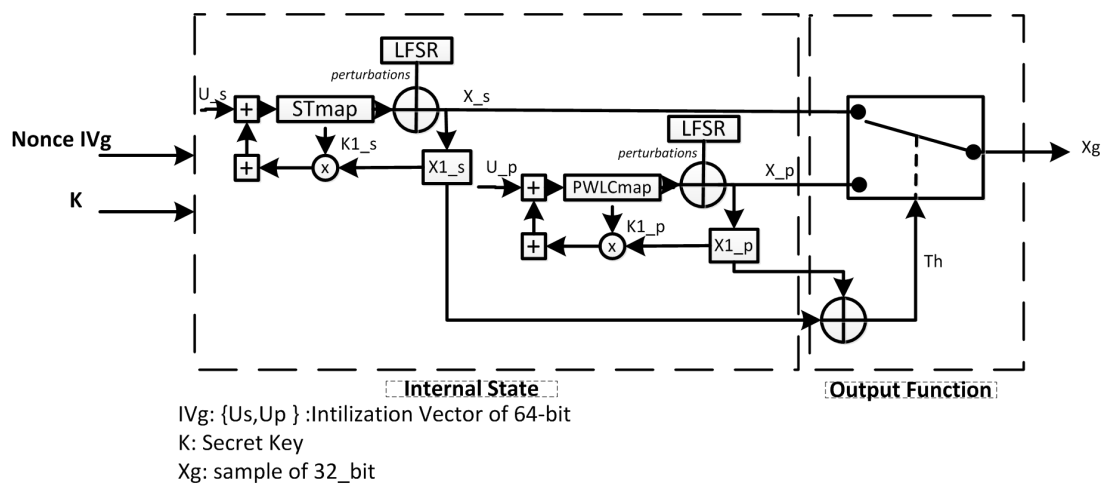 LFSR
perturbations
U_s
+
STmap
X_s
K1_s
Nonce IVg
+
x
X1_s
LFSR
perturbations
U_p
+
PWLCmap
X_p
Xg
K
K1_p
+
x
X1_p
Th
Internal State
Output Function
IVg: {Us,Up } :Intilization Vector of 64-bit
K: Secret Key
Xg: sample of 32_bit